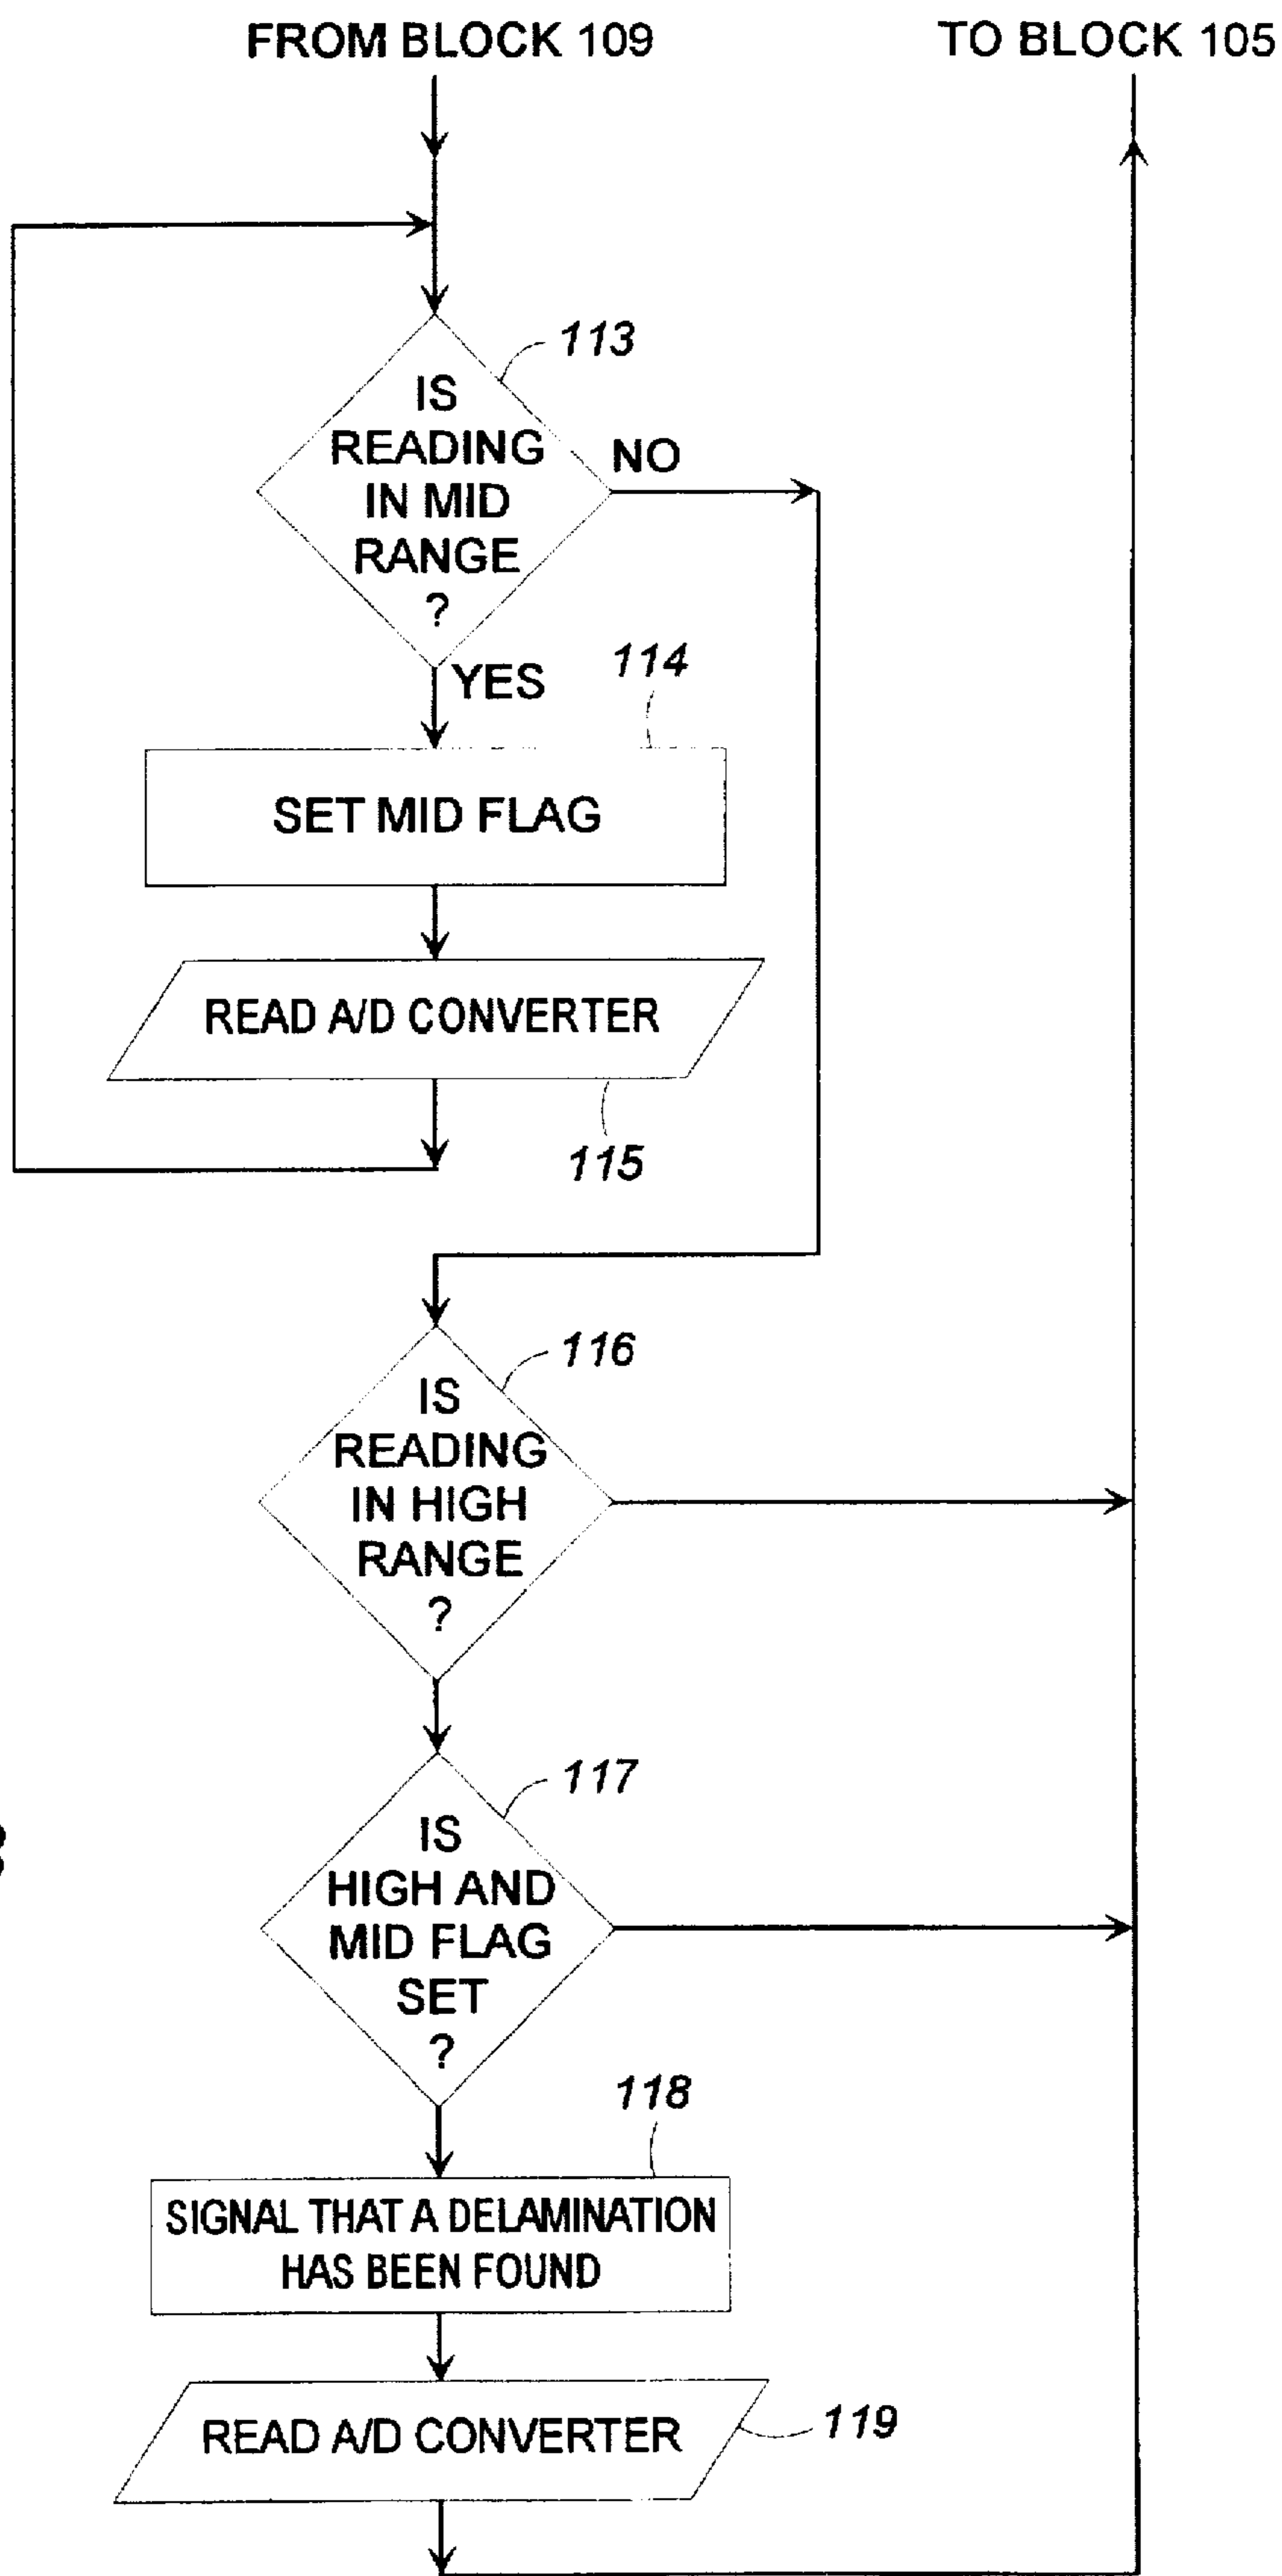 FROM BLOCK 109
TO BLOCK 105
113
IS
READING
IN MID
RANGE
?
NO
YES
114
SET MID FLAG
READ A/D CONVERTER
115
116
IS
READING
IN HIGH
RANGE
?
117
IS
HIGH AND
MID FLAG
SET
?
118
SIGNAL THAT A DELAMINATION
HAS BEEN FOUND
READ A/D CONVERTER
119